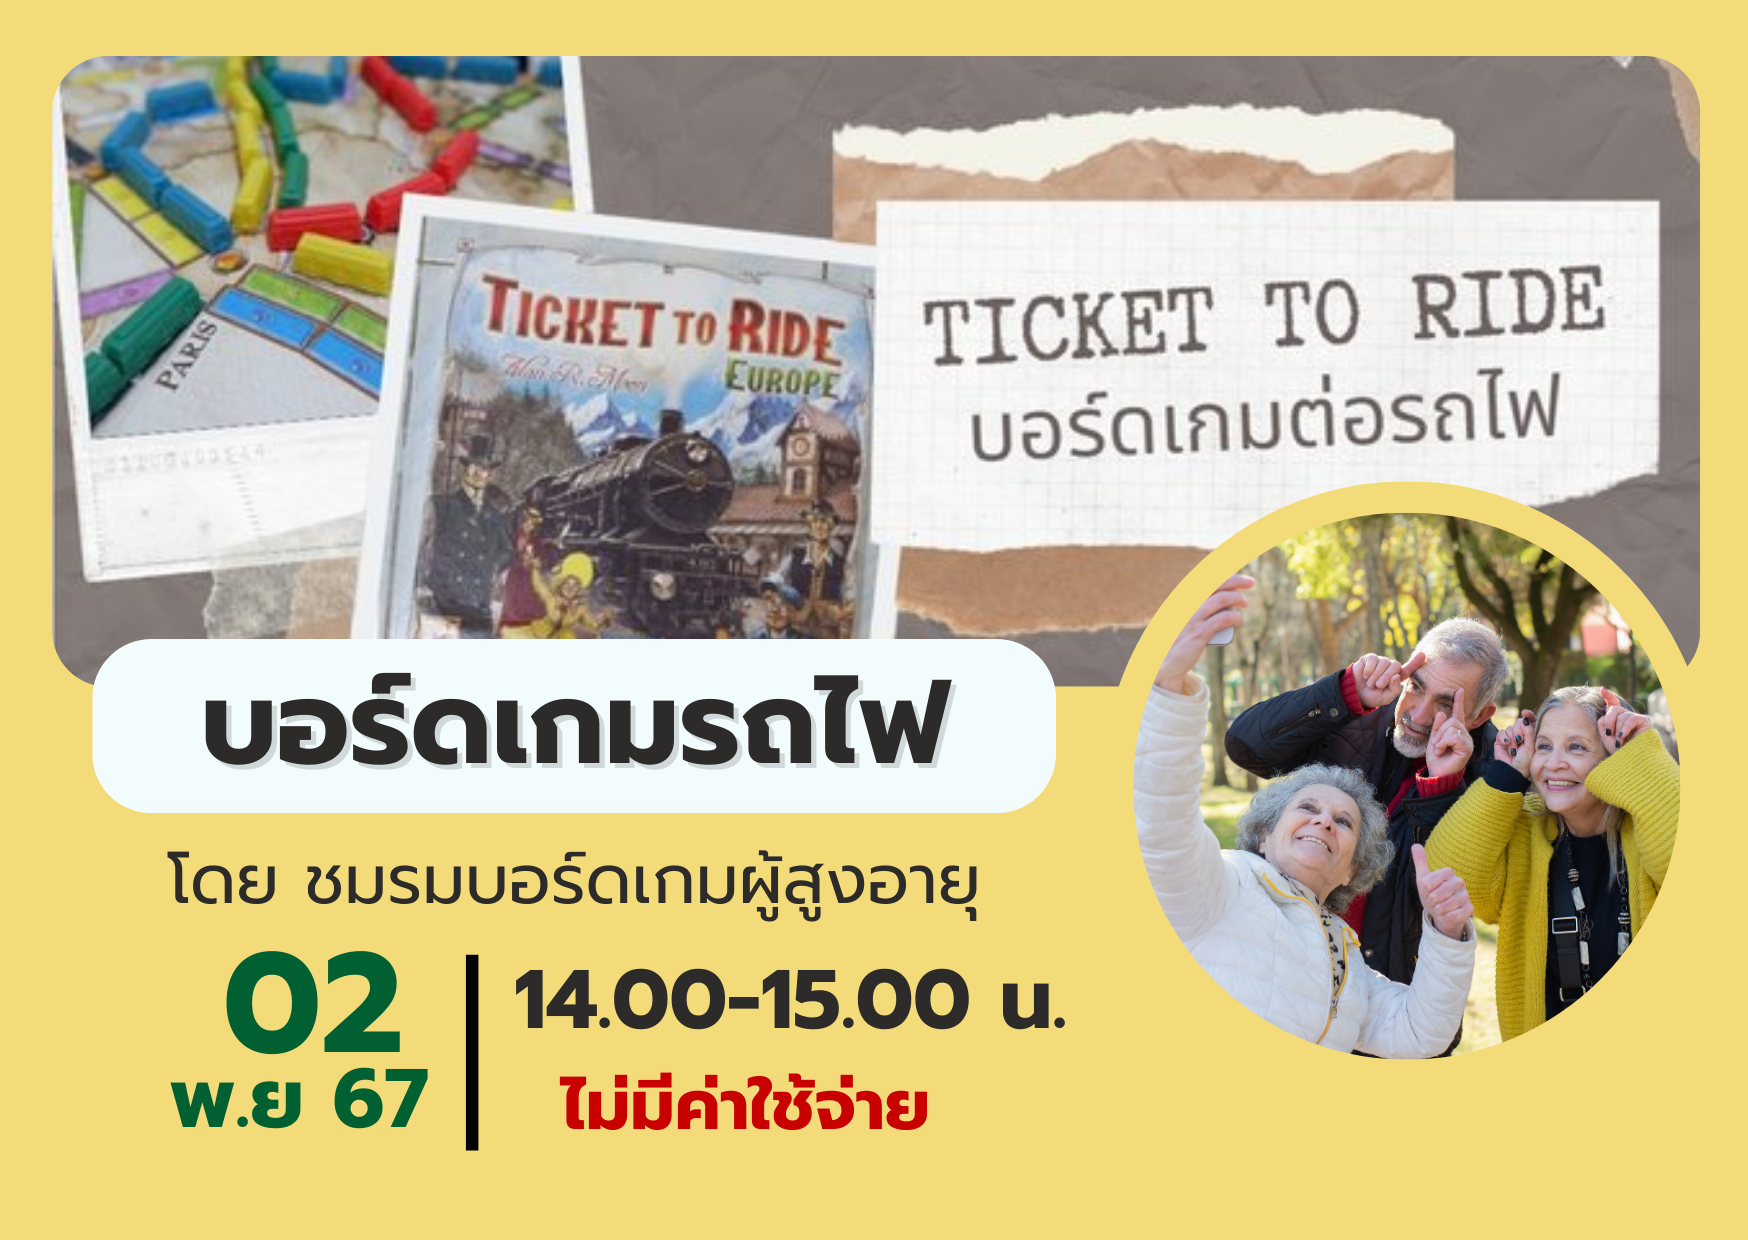 PARIS
TICKET TO RIDE
Alan R. Moon
EUROPE
TICKET TO RIDE
บอร์ดเกมต่อรถไฟ
บอร์ดเกมรถไฟ
โดย ชมรมบอร์ดเกมผู้สูงอายุ
02
พ.ย 67
14.00-15.00 น.
ไม่มีค่าใช้จ่าย